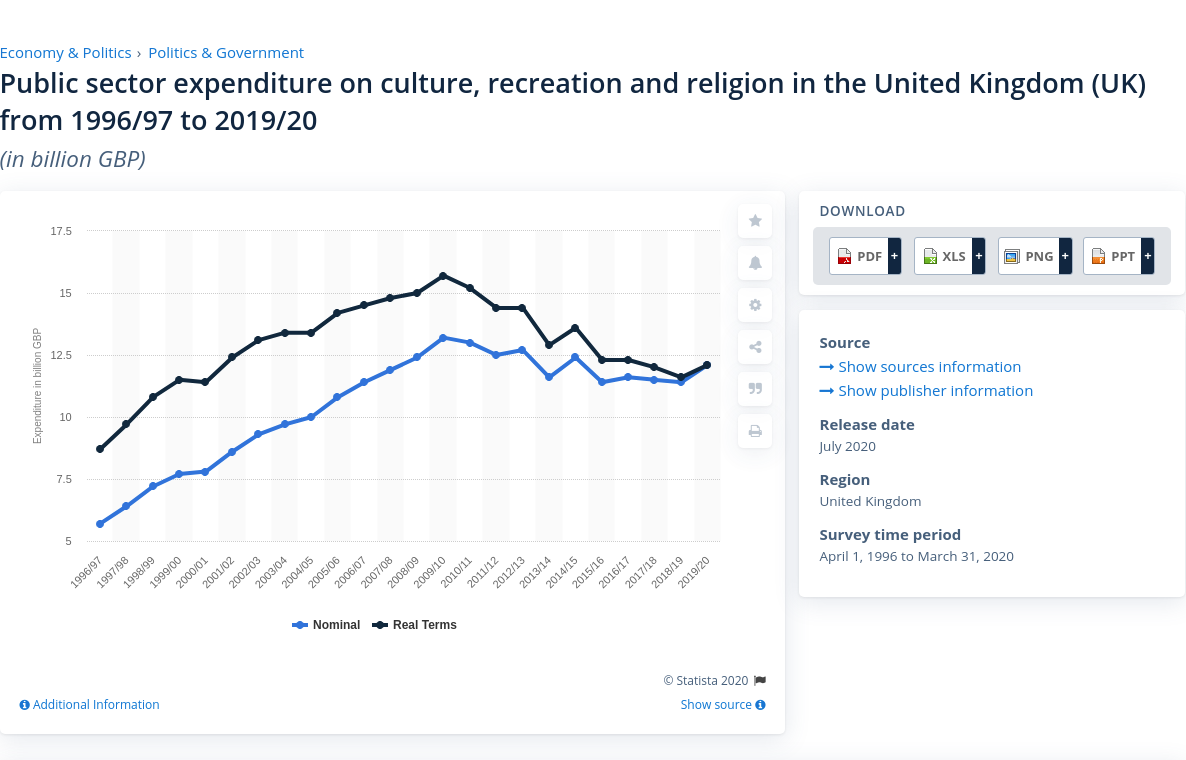 Economy & Politics › Politics & Government
Public sector expenditure on culture, recreation and religion in the United Kingdom (UK)
from 1996/97 to 2019/20
(in billion GBP)
17.5
15
12.5
10
7.5
5
Expenditure in billion GBP
1996/97
1997/98
1998/99
1999/00
2000/01
2001/02
2002/03
2003/04
2004/05
2005/06
2006/07
2007/08
2008/09
2009/10
2010/11
2011/12
2012/13
2013/14
2014/15
2015/16
2016/17
2017/18
2018/19
2019/20
Nominal Real Terms
© Statista 2020
Additional Information
Show source
DOWNLOAD
PDF + XLS + PNG + PPT +
Source
Show sources information
Show publisher information
Release date
July 2020
Region
United Kingdom
Survey time period
April 1, 1996 to March 31, 2020